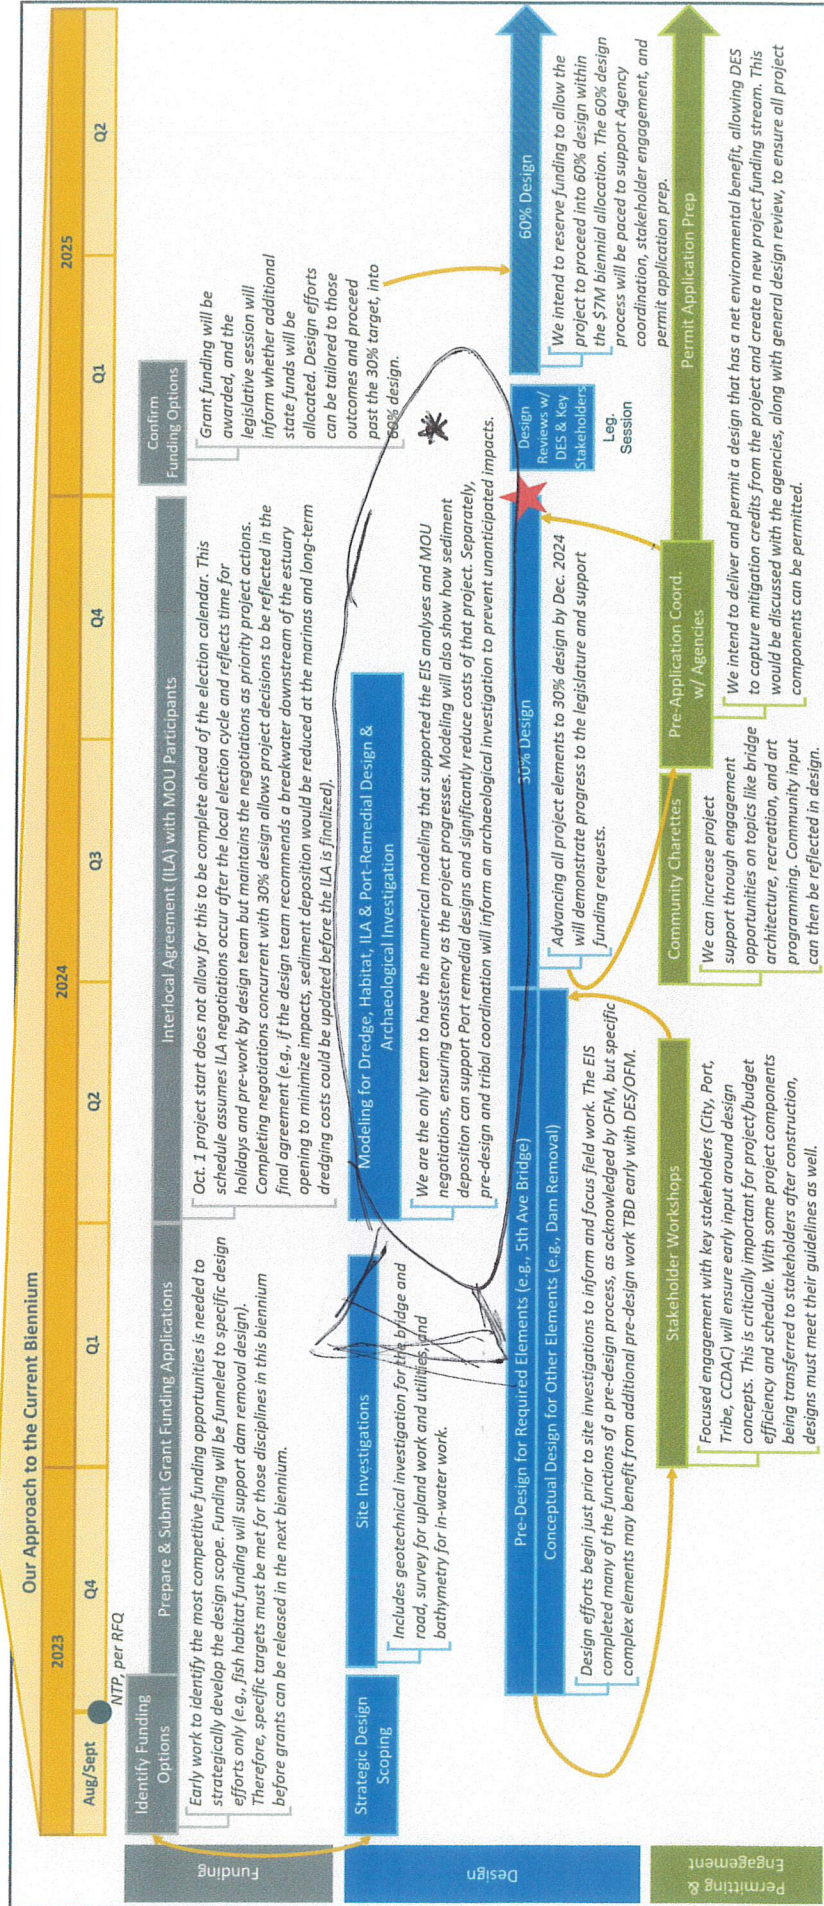 Our Approach to the Current Biennium
2023
2024
2025
Aug/Sept
Q4
Q1
Q2
Q3
Q4
Q1
Q2
NTP, per RFQ
Funding
Identify Funding
Options
Prepare & Submit Grant Funding Applications
Interlocal Agreement (ILA) with MOU Participants
Confirm
Funding Options
Early work to identify the most competitive funding opportunities is needed to
strategically develop the design scope. Funding will be funneled to specific design
efforts only (e.g., fish habitat funding will support dam removal design).
Therefore, specific targets must be met for those disciplines in this biennium
before grants can be released in the next biennium.
Oct. 1 project start does not allow for this to be complete ahead of the election calendar. This
schedule assumes ILA negotiations occur after the local election cycle and reflects time for
holidays and pre-work by design team but maintains the negotiations as priority project actions.
Completing negotiations concurrent with 30% design allows project decisions to be reflected in the
final agreement (e.g., if the design team recommends a breakwater downstream of the estuary
opening to minimize impacts, sediment deposition would be reduced at the marinas and long-term
dredging costs could be updated before the ILA is finalized).
Grant funding will be
awarded, and the
legislative session will
inform whether additional
state funds will be
allocated. Design efforts
can be tailored to those
outcomes and proceed
past the 30% target, into
60% design.
Design
Strategic Design
Scoping
Site Investigations
Modeling for Dredge, Habitat, ILA & Port-Remedial Design &
Archaeological Investigation
Includes geotechnical investigation for the bridge and
road, survey for upland work and utilities, and
bathymetry for in-water work.
We are the only team to have the numerical modeling that supported the EIS analyses and MOU
negotiations, ensuring consistency as the project progresses. Modeling will also show how sediment
deposition can support Port remedial designs and significantly reduce costs of that project. Separately,
pre-design and tribal coordination will inform an archaeological investigation to prevent unanticipated impacts.
Pre-Design for Required Elements (e.g., 5th Ave Bridge)
Conceptual Design for Other Elements (e.g., Dam Removal)
30% Design
Design
Reviews w/
DES & Key
Stakeholders
Leg.
Session
60% Design
Design efforts begin just prior to site investigations to inform and focus field work. The EIS
completed many of the functions of a pre-design process, as acknowledged by OFM, but specific
complex elements may benefit from additional pre-design work TBD early with DES/OFM.
Advancing all project elements to 30% design by Dec. 2024
will demonstrate progress to the legislature and support
funding requests.
We intend to reserve funding to allow the
project to proceed into 60% design within
the $7M biennial allocation. The 60% design
process will be paced to support Agency
coordination, stakeholder engagement, and
permit application prep.
Permitting &
Engagement
Stakeholder Workshops
Community Charettes
Pre-Application Coord.
w/ Agencies
Permit Application Prep
Focused engagement with key stakeholders (City, Port,
Tribe, CCDAC) will ensure early input around design
concepts. This is critically important for project/budget
efficiency and schedule. With some project components
being transferred to stakeholders after construction,
designs must meet their guidelines as well.
We can increase project
support through engagement
opportunities on topics like bridge
architecture, recreation, and art
programming. Community input
can then be reflected in design.
We intend to deliver and permit a design that has a net environmental benefit, allowing DES
to capture mitigation credits from the project and create a new project funding stream. This
would be discussed with the agencies, along with general design review, to ensure all project
components can be permitted.